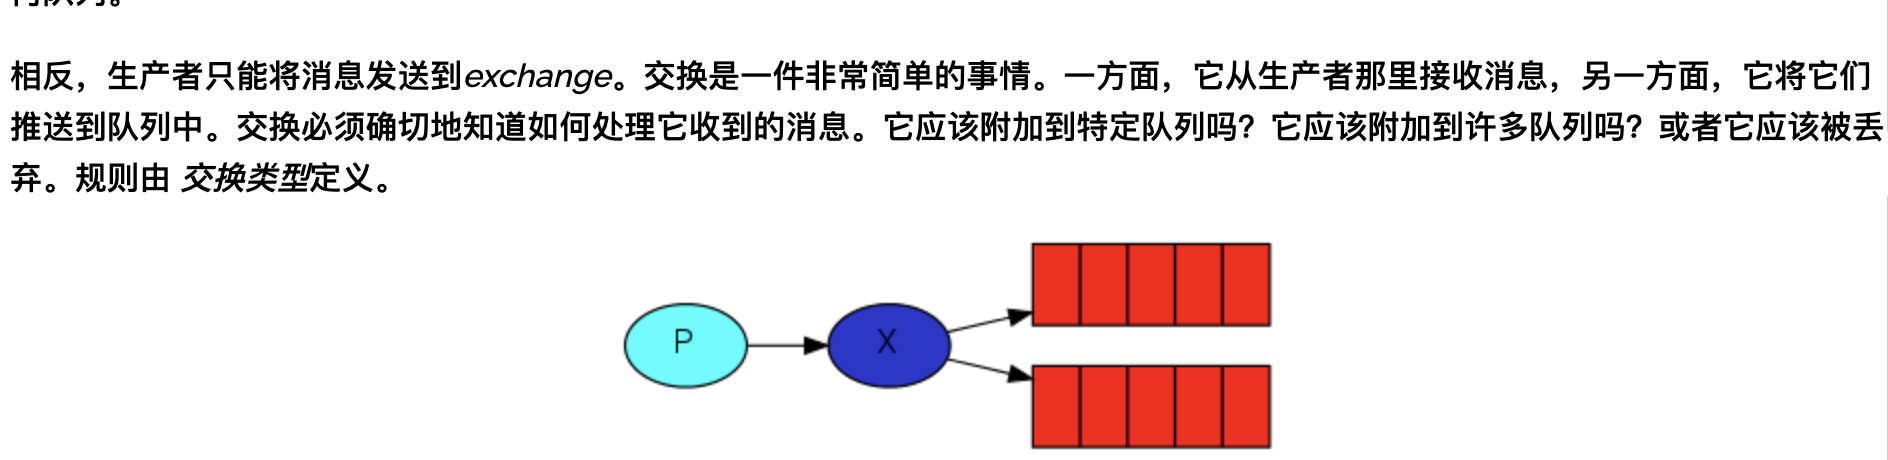 相反，生产者只能将消息发送到exchange。交换是一件非常简单的事情。一方面，它从生产者那里接收消息，另一方面，它将它们
推送到队列中。交换必须确切地知道如何处理它收到的消息。它应该附加到特定队列吗？它应该附加到许多队列吗？或者它应该被丢
弃。规则由 交换类型定义。
P
X